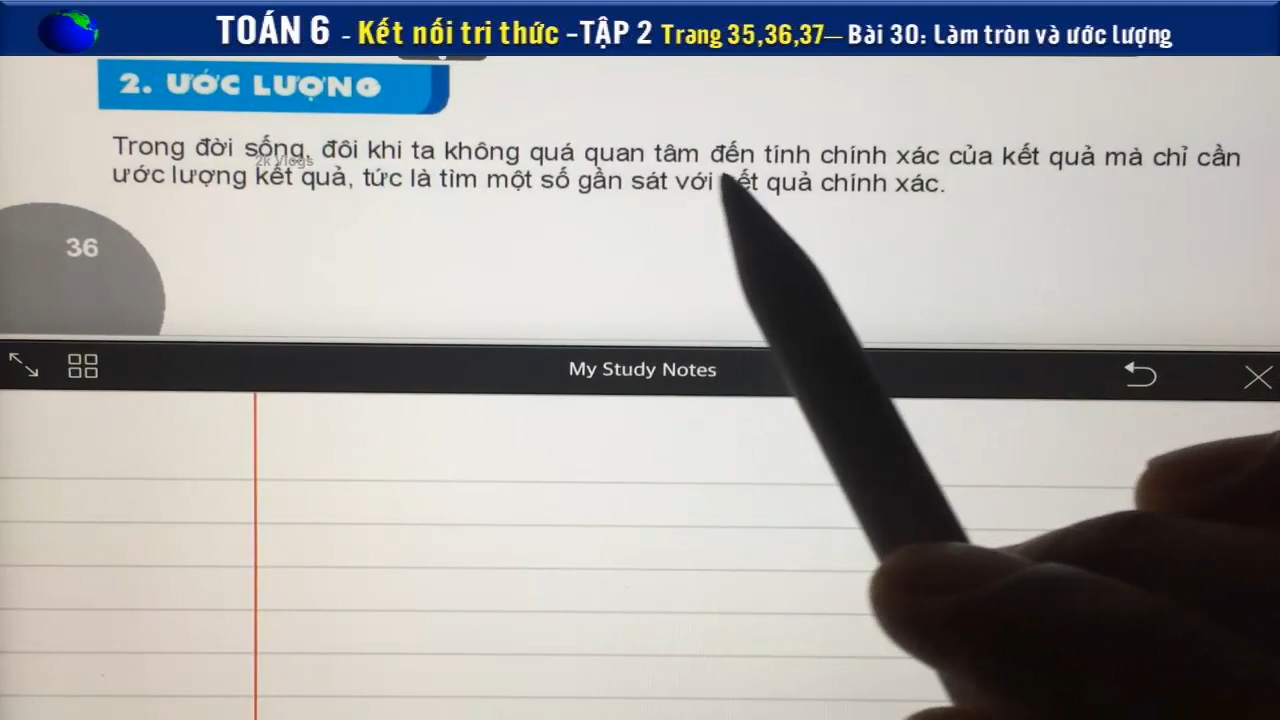 TOÁN 6 - Kết nối tri thức –TẬP 2 Trang 35,36,37– Bài 30: Làm tròn và ước lượng
2. ƯỚC LƯỢNG
Trong đời sống, đôi khi ta không quá quan tâm đến tính chính xác của kết quả mà chỉ cần
2k Vlogs
ước lượng kết quả, tức là tìm một số gần sát với kết quả chính xác.
36
My Study Notes